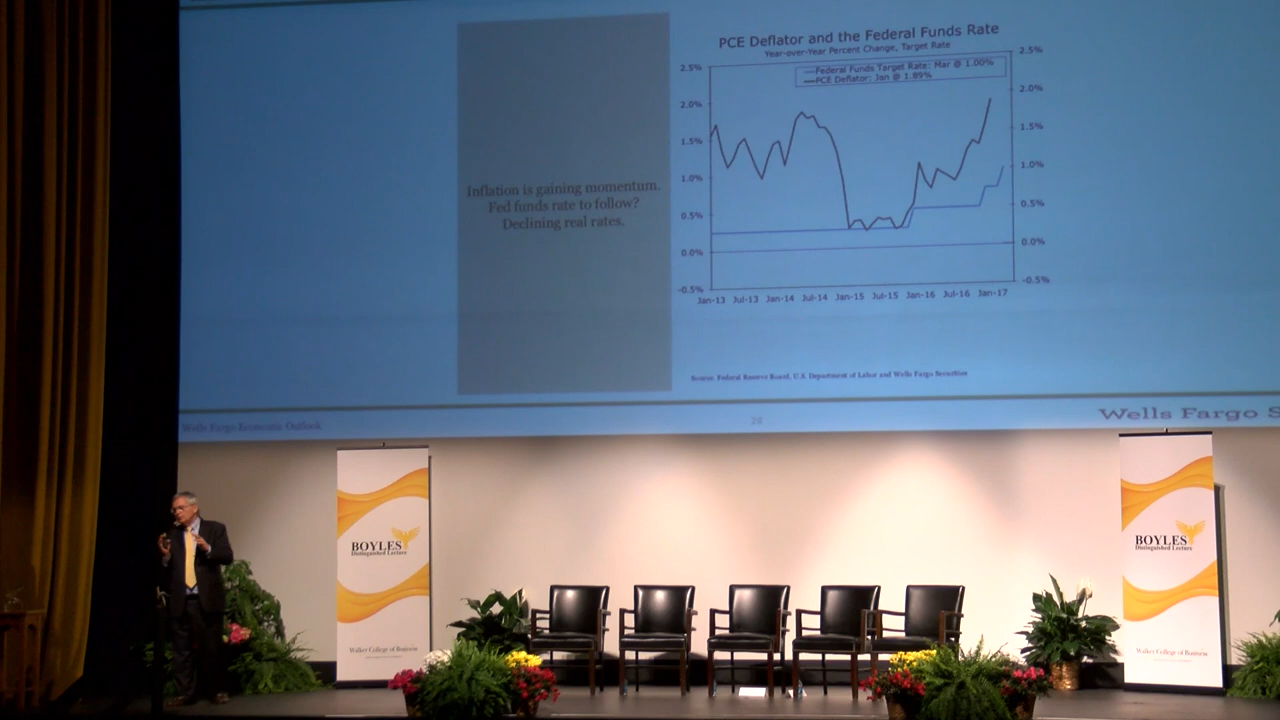 PCE Deflator and the Federal Funds Rate
Year-over-Year Percent Change, Target Rate
Federal Funds Target Rate: Mar @ 1.00%
PCE Deflator: Jan @ 1.89%
2.5%
2.0%
1.5%
1.0%
0.5%
0.0%
-0.5%
2.5%
2.0%
1.5%
1.0%
0.5%
0.0%
-0.5%
Jan-13 Jul-13 Jan-14 Jul-14 Jan-15 Jul-15 Jan-16 Jul-16 Jan-17
Inflation is gaining momentum.
Fed funds rate to follow?
Declining real rates.
Source: Federal Reserve Board, U.S. Department of Labor and Wells Fargo Securities
Wells Fargo Economic Outlook
Wells Fargo S
BOYLES
Distinguished Lecture
Walker College of Business
BOYLES
Distinguished Lecture
Walker College of Business